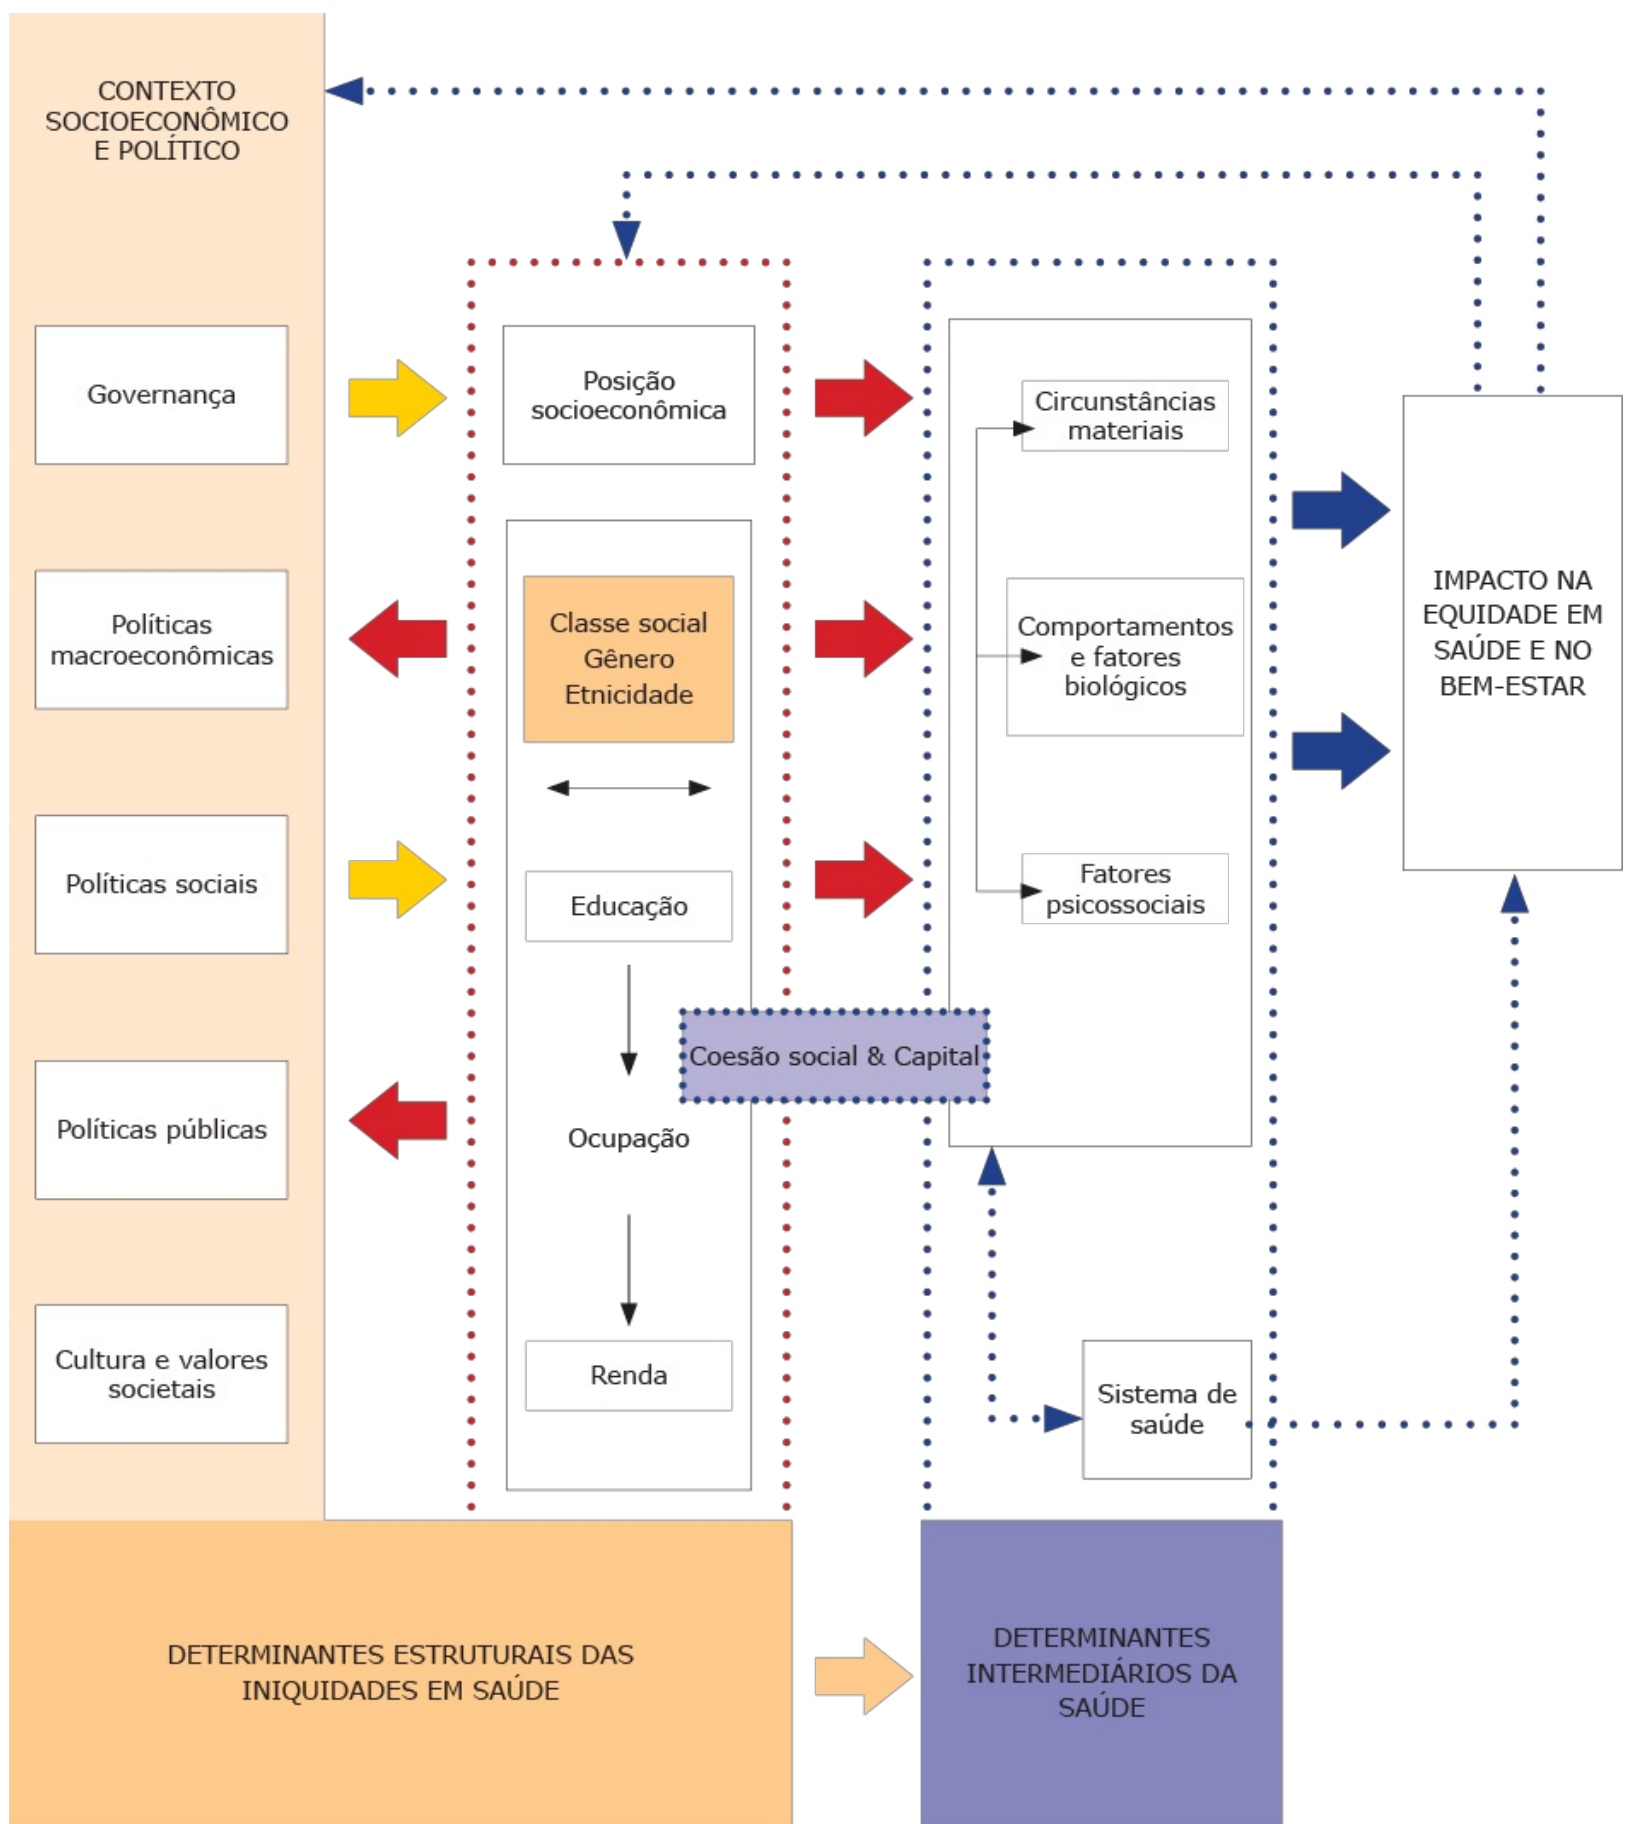 CONTEXTO
SOCIOECONÔMICO
E POLÍTICO
Governança
Políticas
macroeconômicas
Políticas sociais
Políticas públicas
Cultura e valores
societais
Posição
socioeconômica
Classe social
Gênero
Etnicidade
Educação
Ocupação
Renda
Coesão social & Capital
Circunstâncias
materiais
Comportamentos
e fatores
biológicos
Fatores
psicossociais
Sistema de
saúde
IMPACTO NA
EQUIDADE EM
SAÚDE E NO
BEM-ESTAR
DETERMINANTES ESTRUTURAIS DAS
INIQUIDADES EM SAÚDE
DETERMINANTES
INTERMEDIÁRIOS DA
SAÚDE